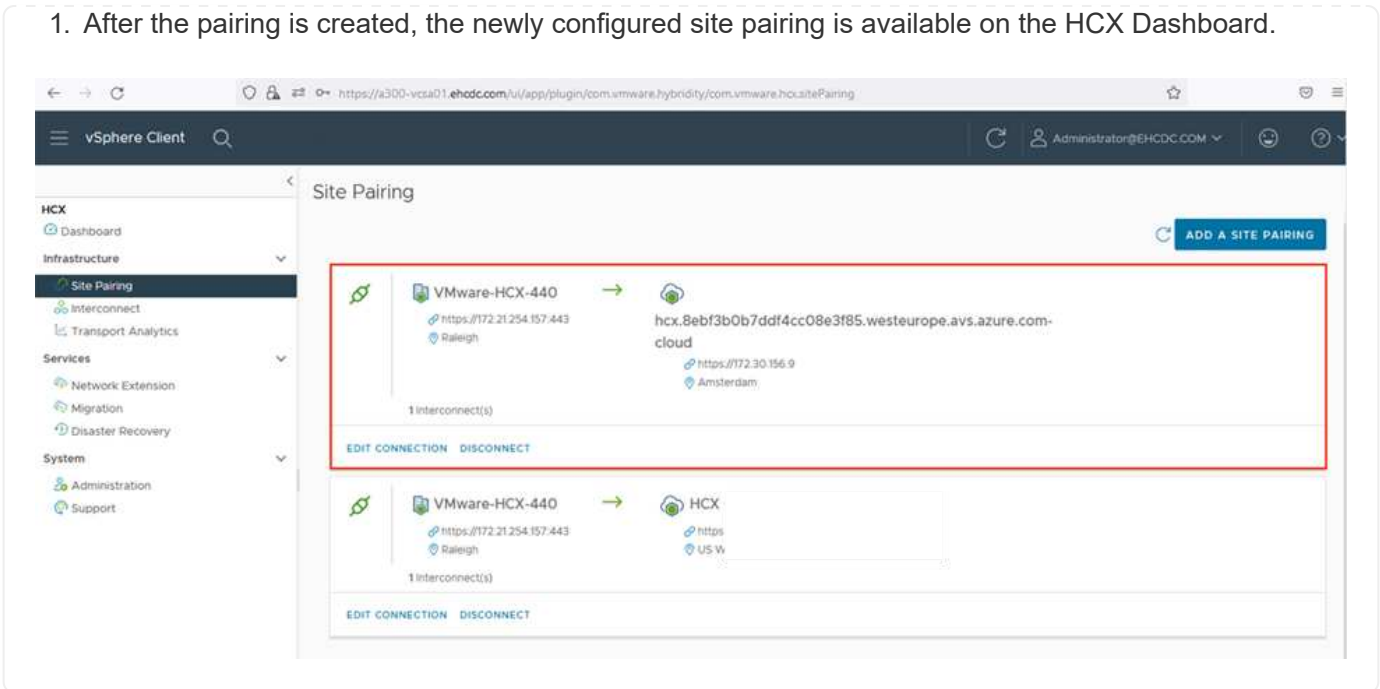 1. After the pairing is created, the newly configured site pairing is available on the HCX Dashboard.
https://a300-vcsa01.ehcdc.com/ui/app/plugin/com.vmware.hybridity/com.vmware.hcx.sitePairing
vSphere Client
Administrator@EHCDC.COM
Site Pairing
HCX
Dashboard
Infrastructure
Site Pairing
Interconnect
Transport Analytics
Services
Network Extension
Migration
Disaster Recovery
System
Administration
Support
ADD A SITE PAIRING
VMware-HCX-440
https://172.21.254.157:443
Raleigh
hcx.8ebf3b0b7ddf4cc08e3f85.westeurope.avs.azure.com-
cloud
https://172.30.156.9
Amsterdam
1 Interconnect(s)
EDIT CONNECTION DISCONNECT
VMware-HCX-440
https://172.21.254.157:443
Raleigh
HCX
https
US W
1 Interconnect(s)
EDIT CONNECTION DISCONNECT